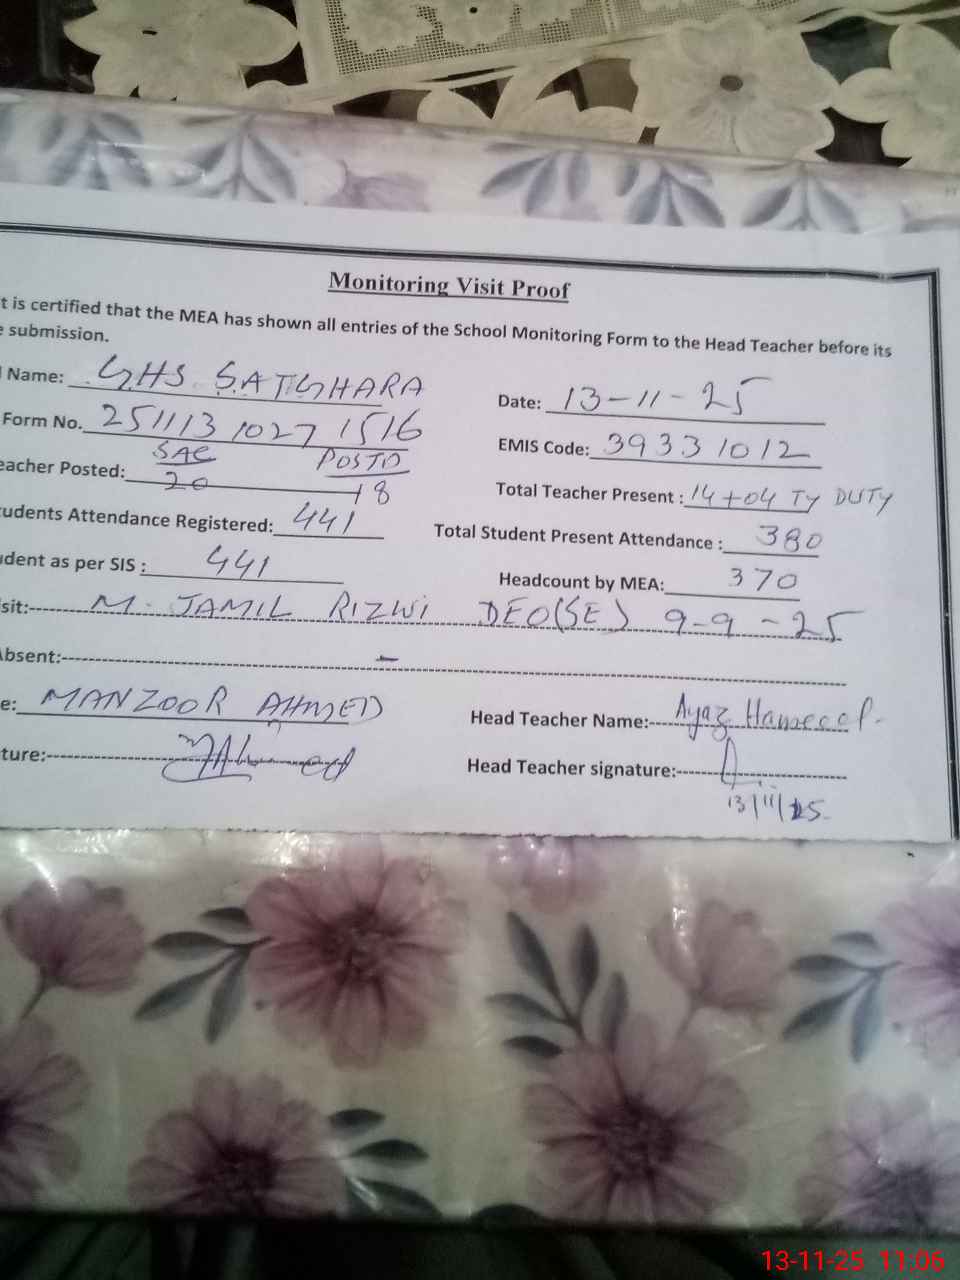 Monitoring Visit Proof
t is certified that the MEA has shown all entries of the School Monitoring Form to the Head Teacher before its
e submission.
l Name: GHS SATGHARA Date: 13-11-25
Form No. 251113 1027 1516 EMIS Code: 39331012
SAC POSTD
eacher Posted: 20 18 Total Teacher Present : 14+04 TY DUTY
tudents Attendance Registered: 441 Total Student Present Attendance : 380
udent as per SIS : 441 Headcount by MEA: 370
isit: M. JAMIL RIZWI DEO(SE) 9-9-25
Absent: -
e: MANZOOR AHMED Head Teacher Name: Ayaz Hameed
ture: Head Teacher signature:
13/11/25
13-11-25 11:06